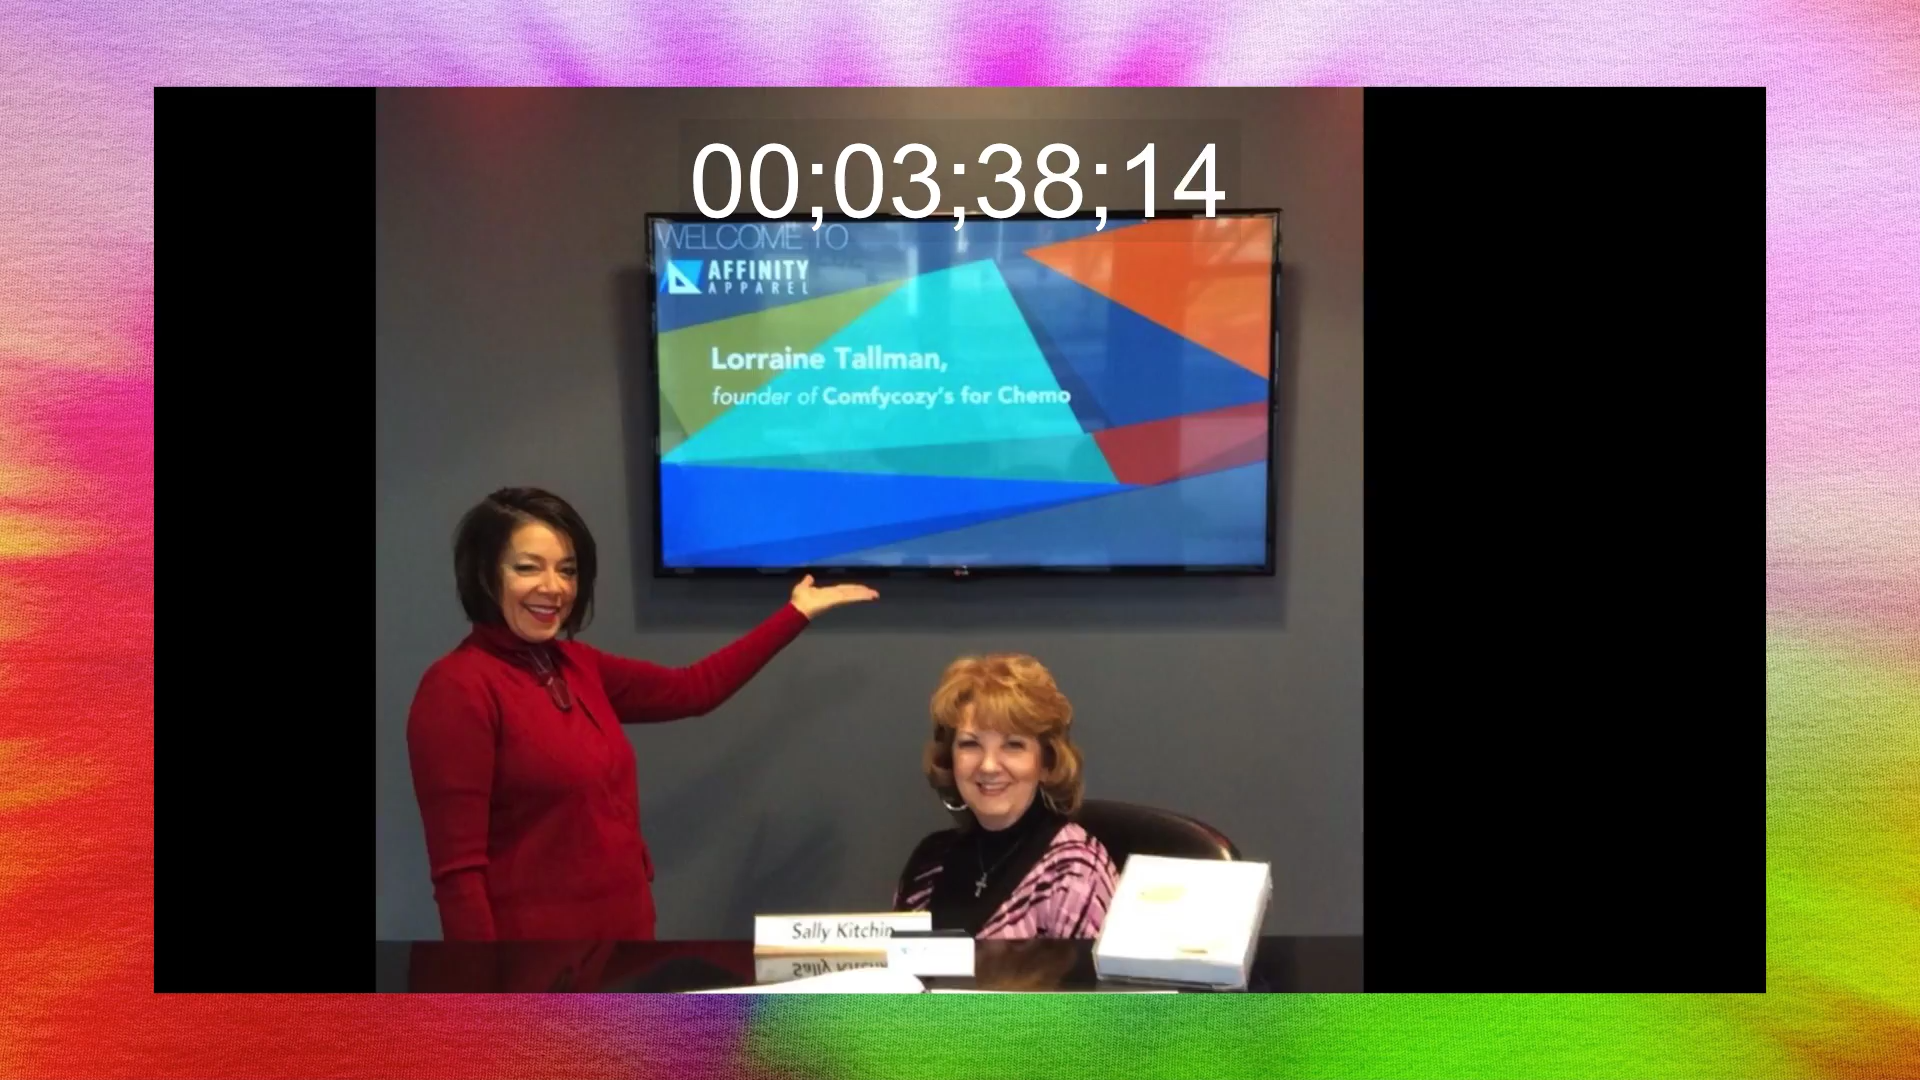 00;03;38;14
WELCOME TO
AFFINITY
APPAREL
Lorraine Tallman,
founder of Comfycozy's for Chemo
Sally Kitchin